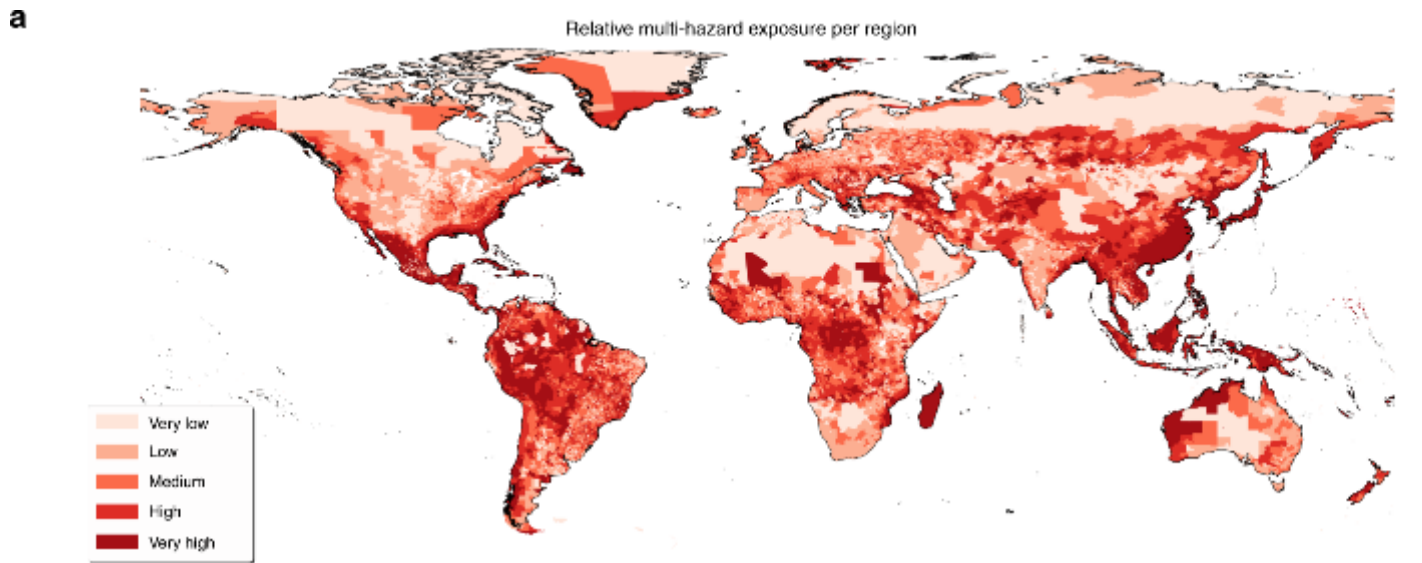 a
Relative multi-hazard exposure per region
Very low
Low
Medium
High
Very high